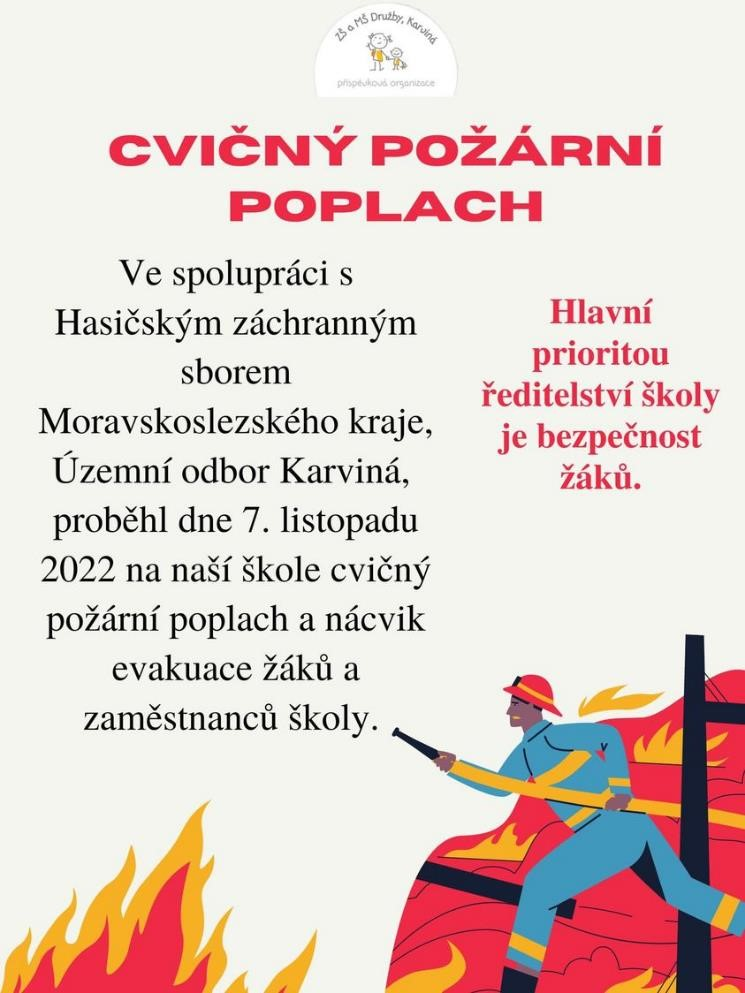 ZŠ a MŠ Družby, Karviná
příspěvková organizace
CVIČNÝ POŽÁRNÍ
POPLACH
Ve spolupráci s
Hasičským záchranným
sborem
Moravskoslezského kraje,
Územní odbor Karviná,
proběhl dne 7. listopadu
2022 na naší škole cvičný
požární poplach a nácvik
evakuace žáků a
zaměstnanců školy.
Hlavní
prioritou
ředitelství školy
je bezpečnost
žáků.